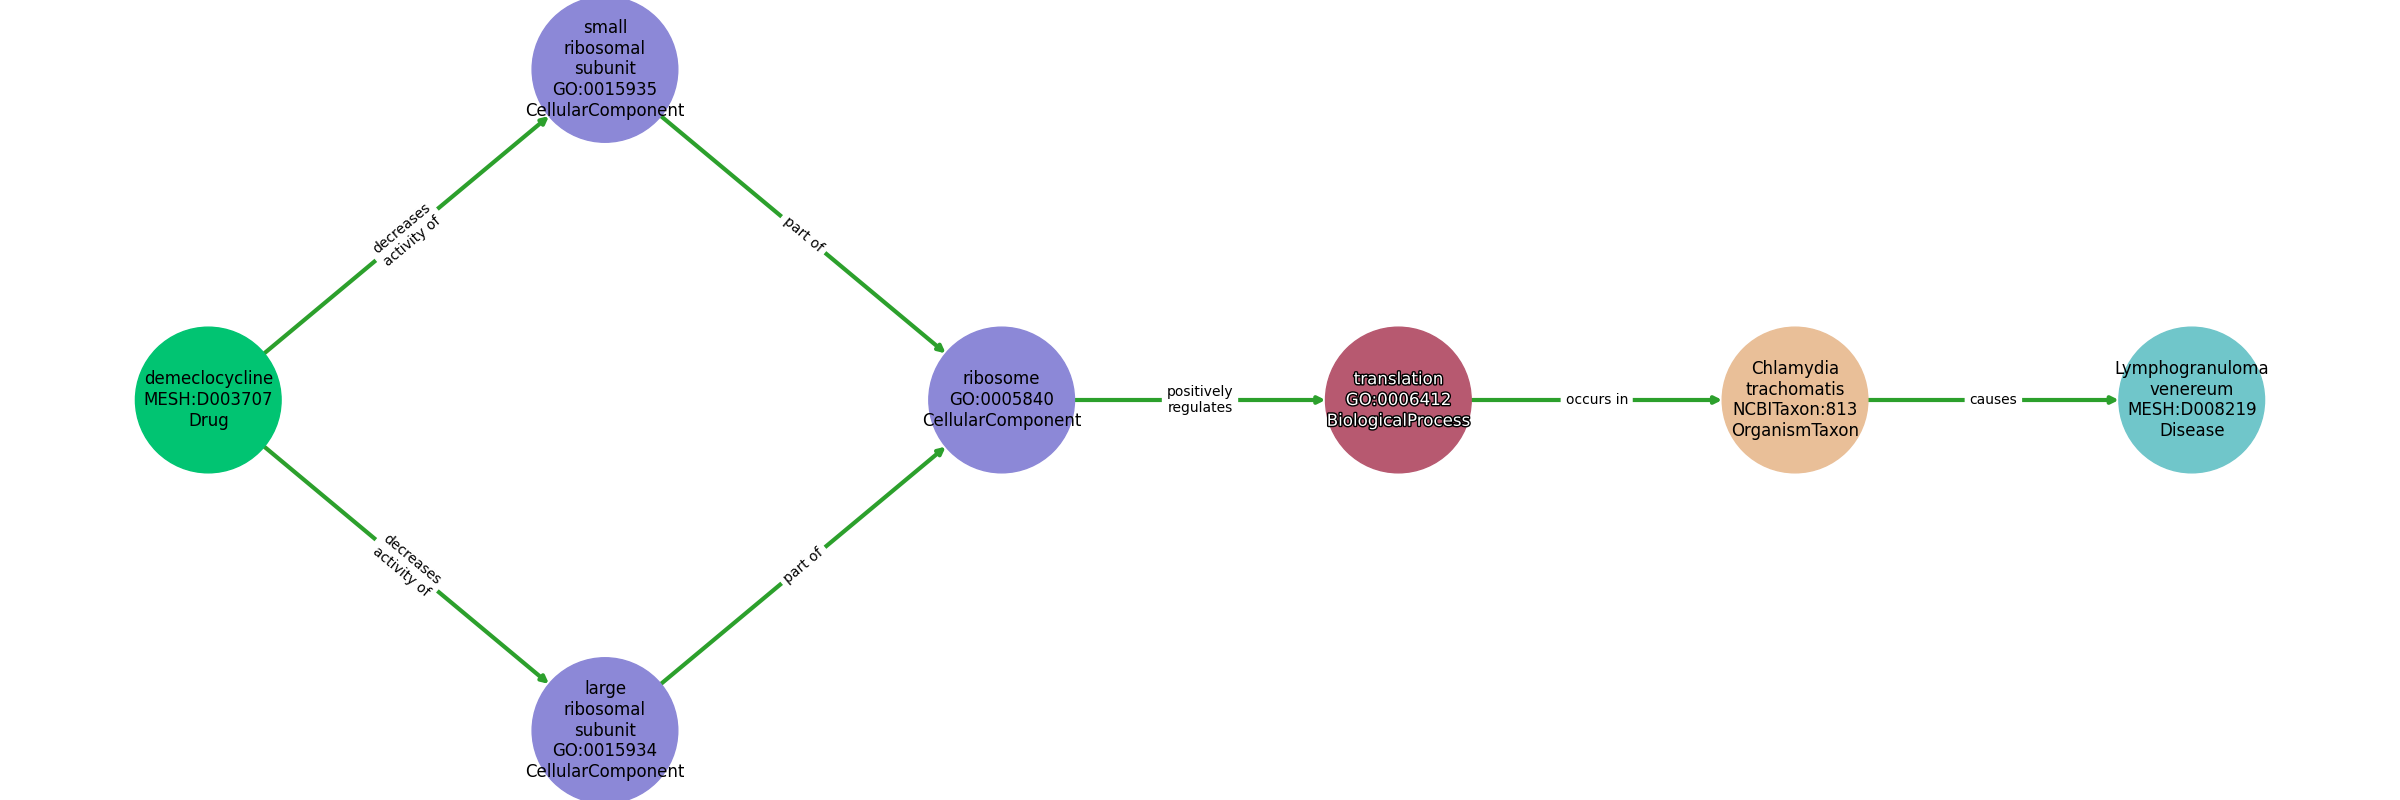 small
ribosomal
subunit
GO:0015935
CellularComponent
decreases
activity of
part of
demeclocycline
MESH:D003707
Drug
ribosome
GO:0005840
CellularComponent
positively
regulates
translation
GO:0006412
BiologicalProcess
occurs in
Chlamydia
trachomatis
NCBITaxon:813
OrganismTaxon
causes
Lymphogranuloma
venereum
MESH:D008219
Disease
decreases
activity of
part of
large
ribosomal
subunit
GO:0015934
CellularComponent